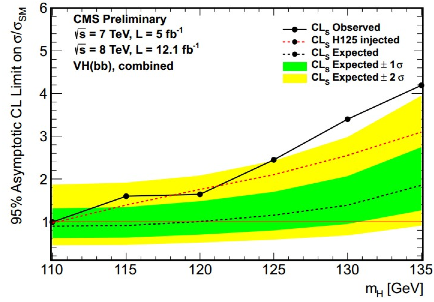 CMS Preliminary
√s = 7 TeV, L = 5 fb⁻¹
√s = 8 TeV, L = 12.1 fb⁻¹
VH(bb), combined
CLS Observed
CLS H125 injected
CLS Expected
CLS Expected ± 1 σ
CLS Expected ± 2 σ
95% Asymptotic CL Limit on σ/σSM
6
5
4
3
2
1
0
110 115 120 125 130 135
mH [GeV]